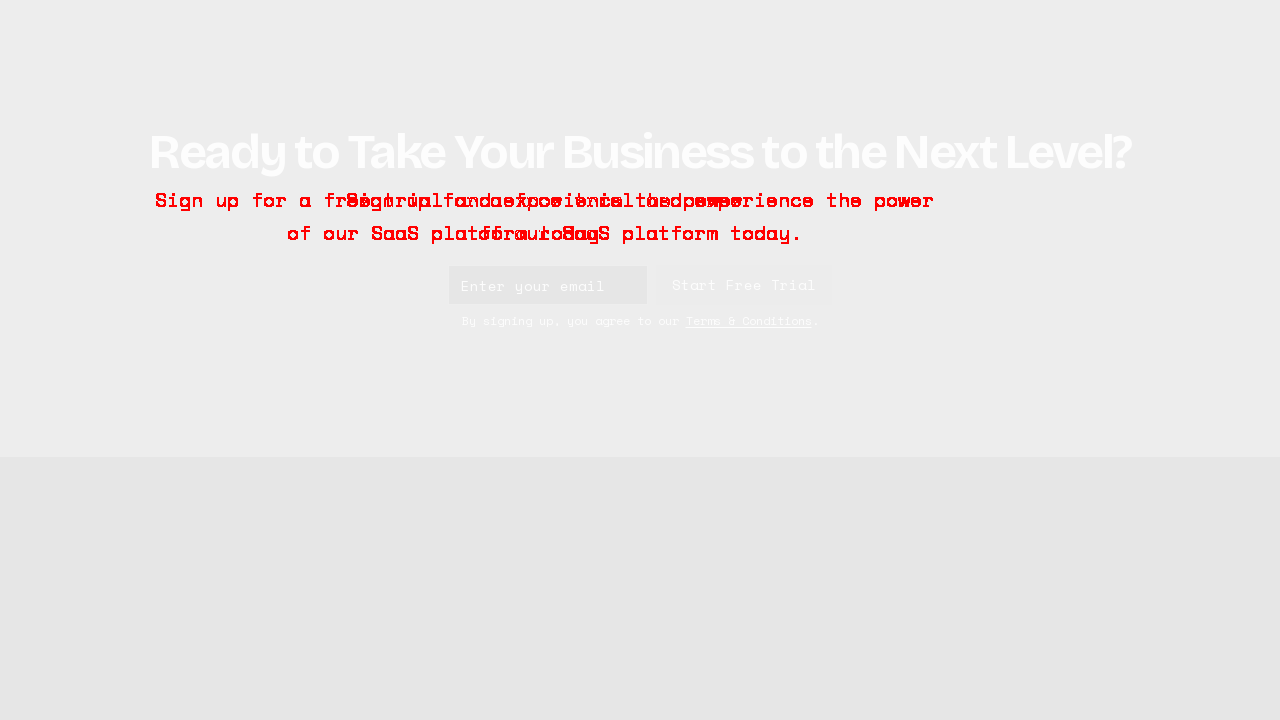 Ready to Take Your Business to the Next Level?
Sign up for a free trial and experience the power
of our SaaS platform today.
Sign up for a free trial and experience the power
of our SaaS platform today.
Enter your email
Start Free Trial
By signing up, you agree to our Terms & Conditions.